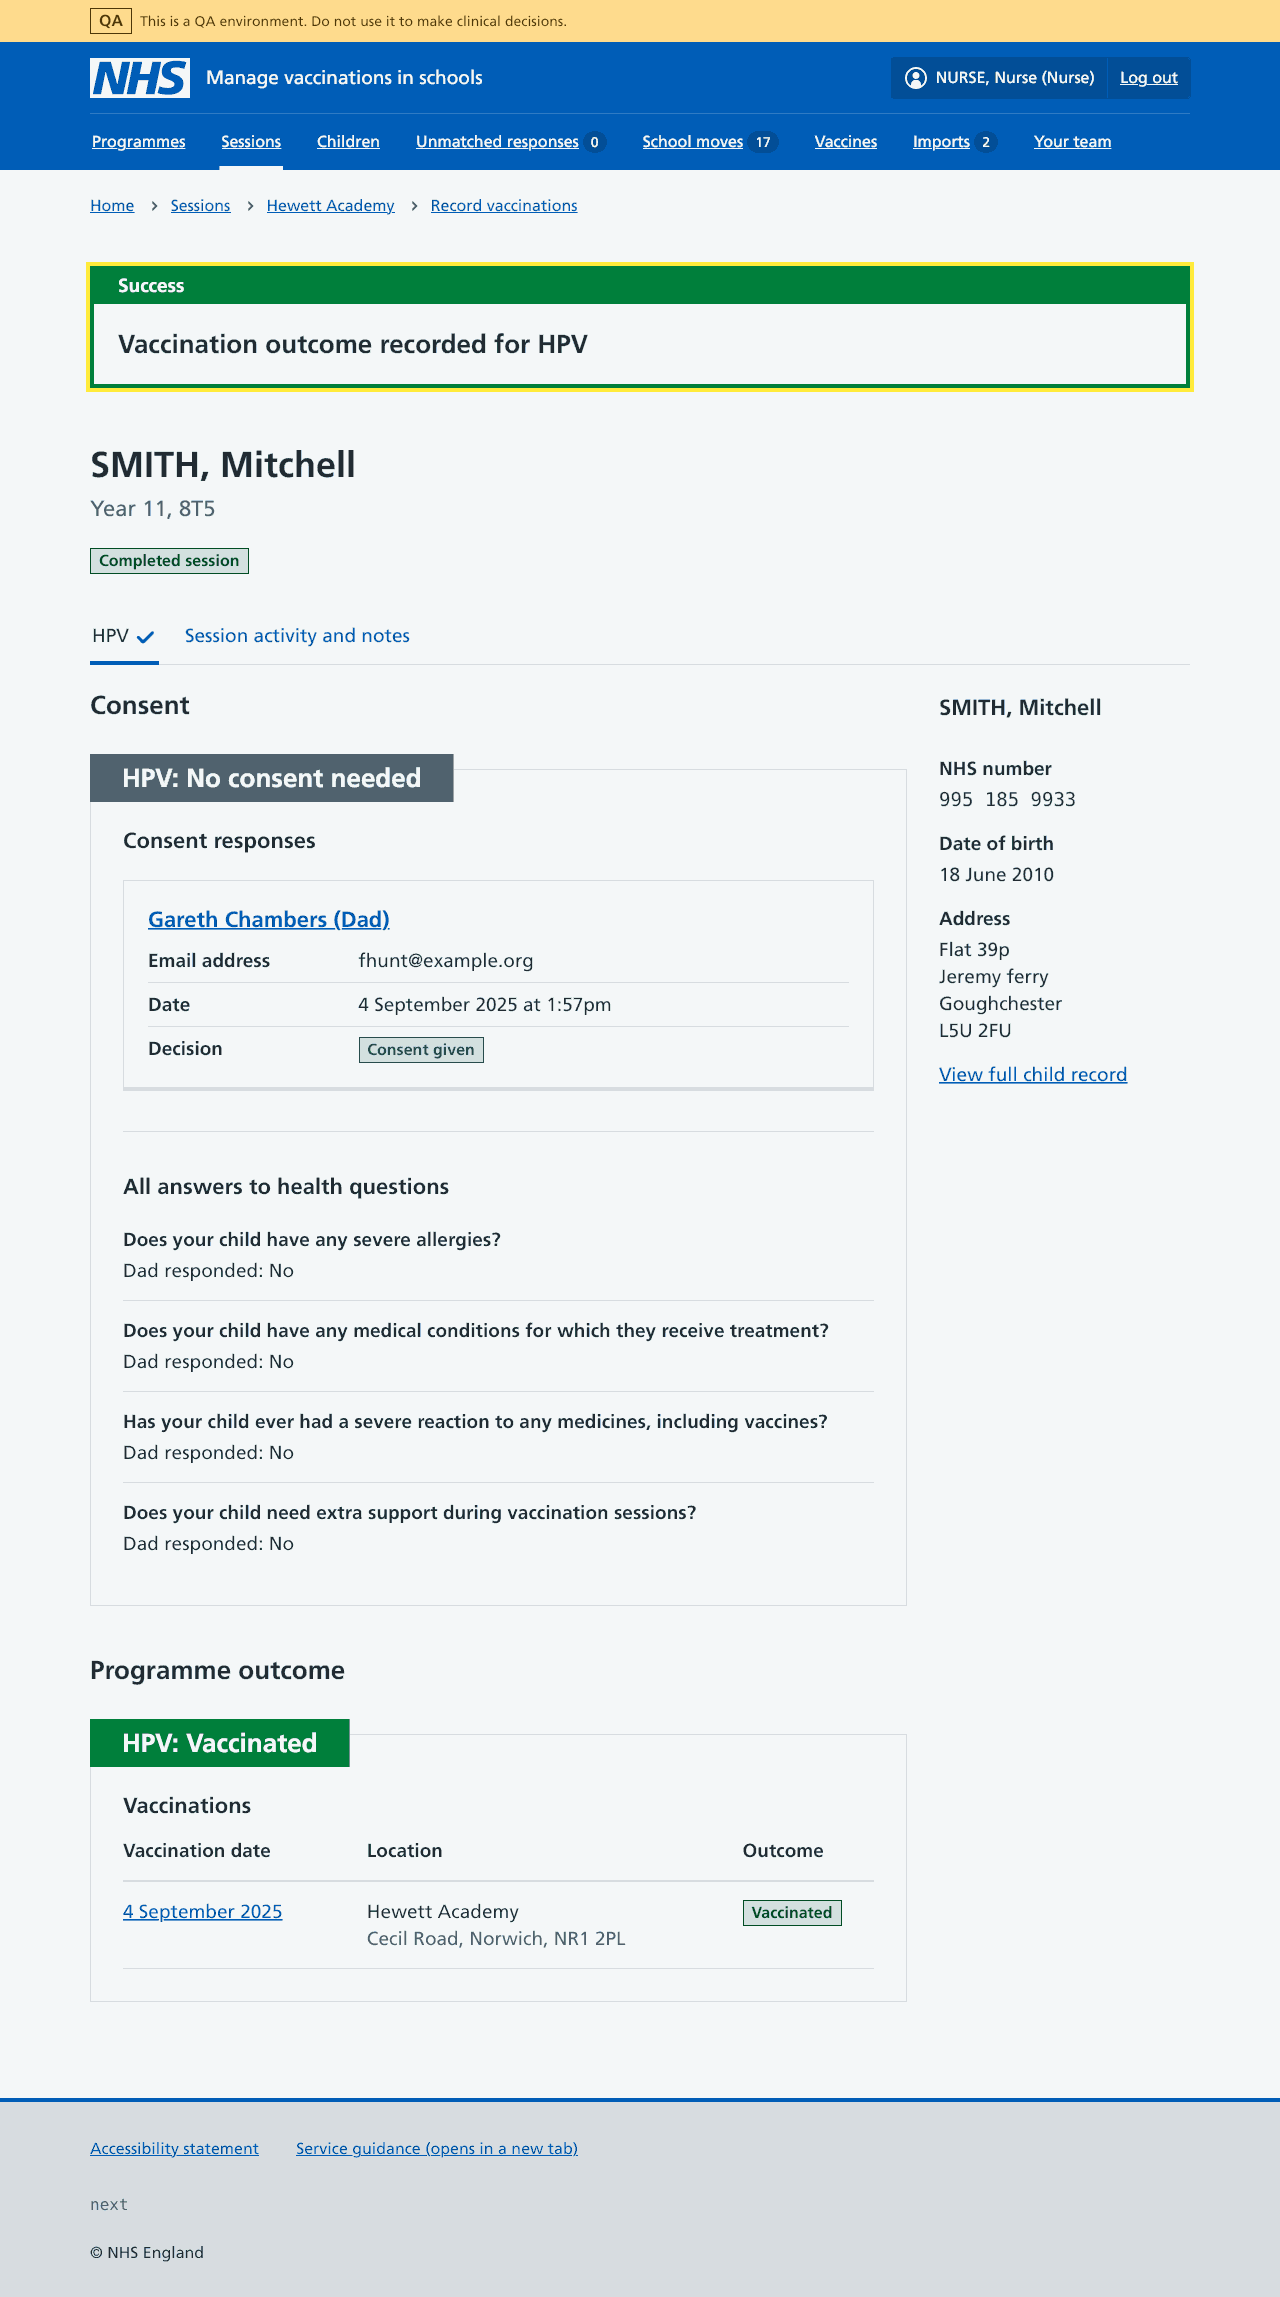 QA This is a QA environment. Do not use it to make clinical decisions.
NHS Manage vaccinations in schools NURSE, Nurse (Nurse) Log out
Programmes Sessions Children Unmatched responses 0 School moves 17 Vaccines Imports 2 Your team
Home Sessions Hewett Academy Record vaccinations
Success
Vaccination outcome recorded for HPV
SMITH, Mitchell
Year 11, 8T5
Completed session
HPV Session activity and notes
Consent
HPV: No consent needed
Consent responses
Gareth Chambers (Dad)
Email address fhunt@example.org
Date 4 September 2025 at 1:57pm
Decision Consent given
All answers to health questions
Does your child have any severe allergies?
Dad responded: No
Does your child have any medical conditions for which they receive treatment?
Dad responded: No
Has your child ever had a severe reaction to any medicines, including vaccines?
Dad responded: No
Does your child need extra support during vaccination sessions?
Dad responded: No
SMITH, Mitchell
NHS number
995 185 9933
Date of birth
18 June 2010
Address
Flat 39p
Jeremy ferry
Goughchester
L5U 2FU
View full child record
Programme outcome
HPV: Vaccinated
Vaccinations
Vaccination date Location Outcome
4 September 2025 Hewett Academy Vaccinated
Cecil Road, Norwich, NR1 2PL
Accessibility statement Service guidance (opens in a new tab)
next
© NHS England